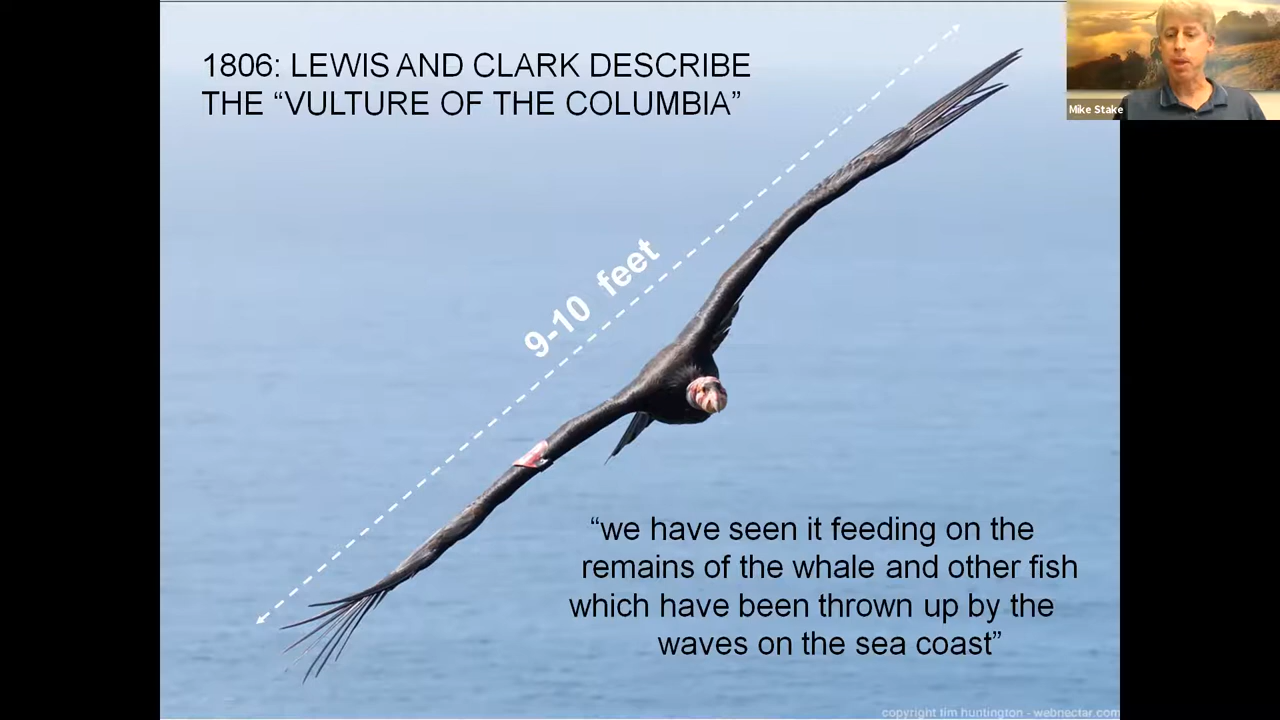 1806: LEWIS AND CLARK DESCRIBE
THE “VULTURE OF THE COLUMBIA”
Mike Stake
9-10 feet
“we have seen it feeding on the
remains of the whale and other fish
which have been thrown up by the
waves on the sea coast”
copyright tim huntington - webnectar.com